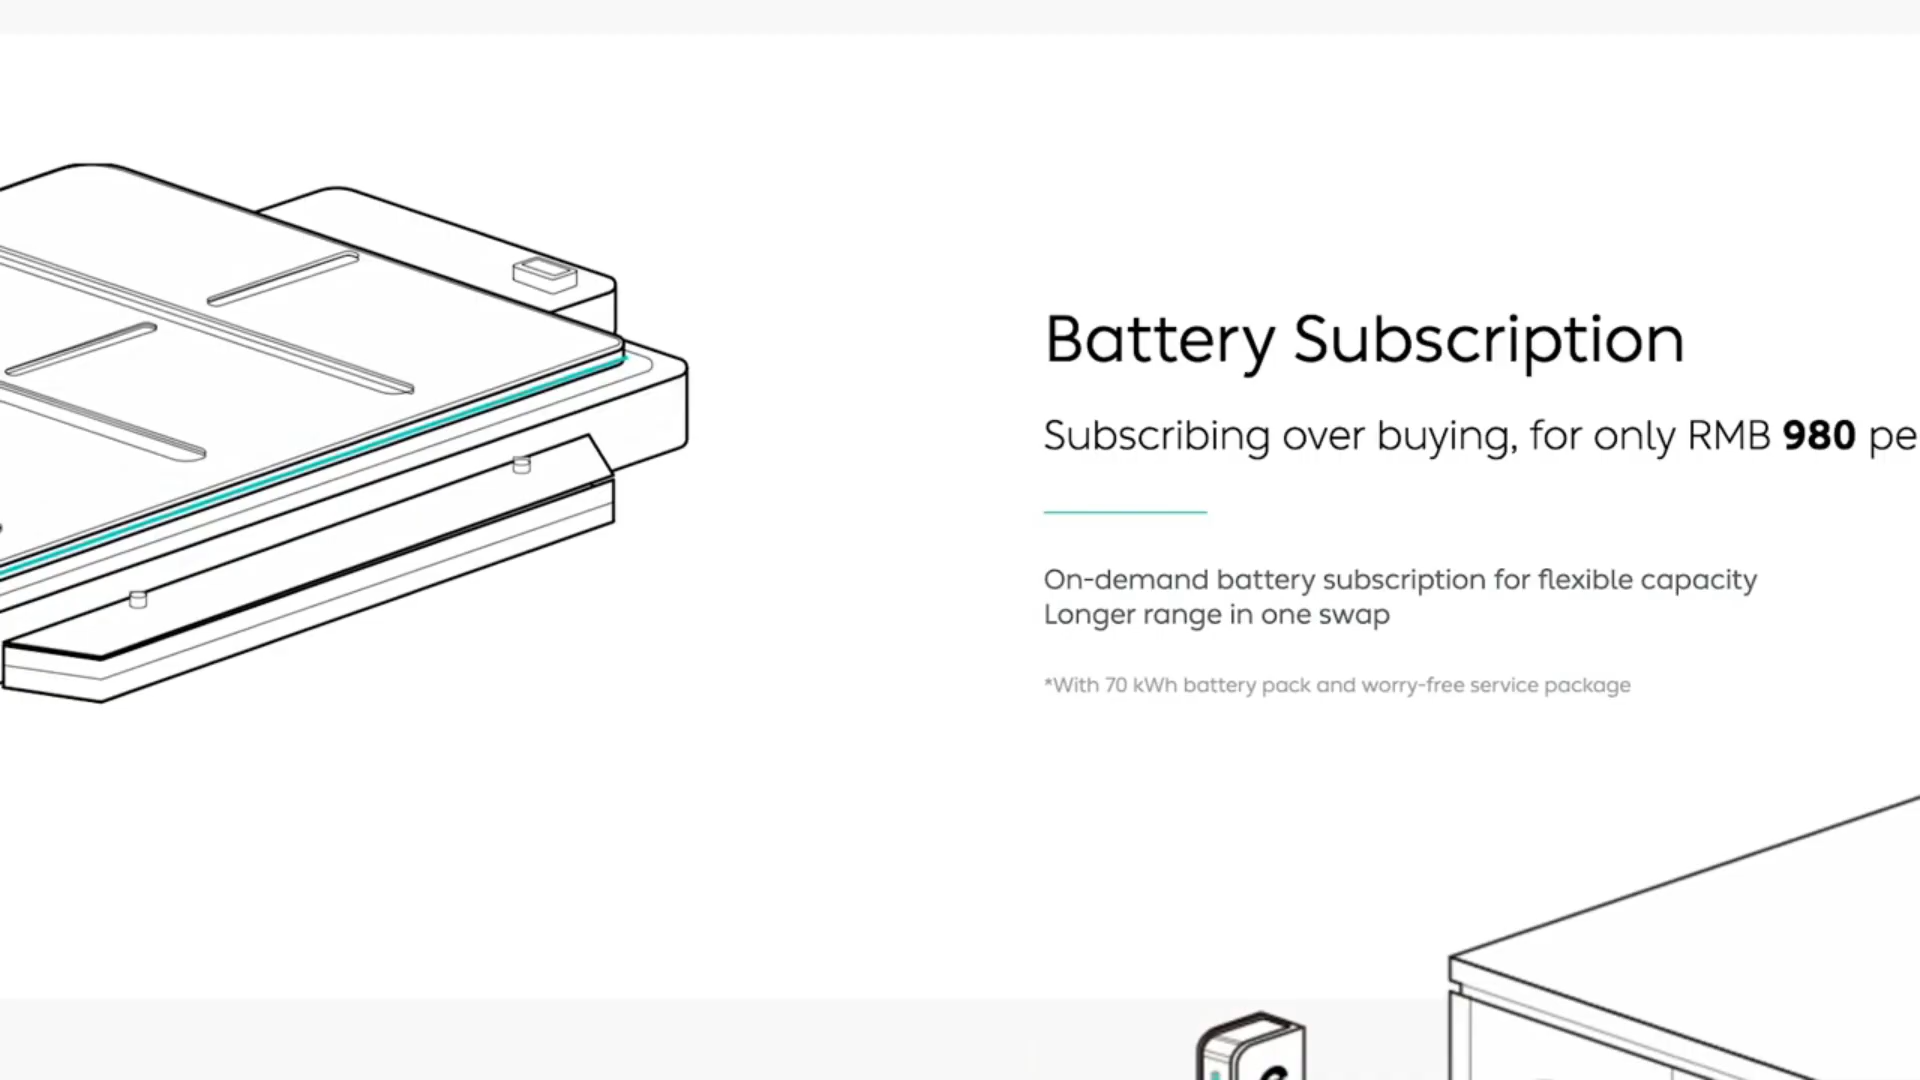 Battery Subscription
Subscribing over buying, for only RMB 980 pe
On-demand battery subscription for flexible capacity
Longer range in one swap
*With 70 kWh battery pack and worry-free service package